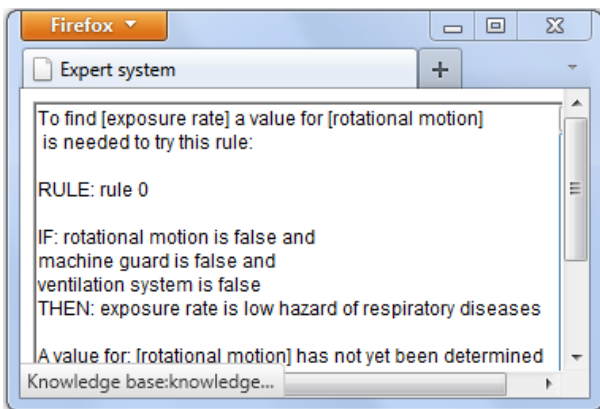 Firefox
Expert system
To find [exposure rate] a value for [rotational motion]
is needed to try this rule:
RULE: rule 0
IF: rotational motion is false and
machine guard is false and
ventilation system is false
THEN: exposure rate is low hazard of respiratory diseases
A value for: [rotational motion] has not yet been determined
Knowledge base:knowledge...